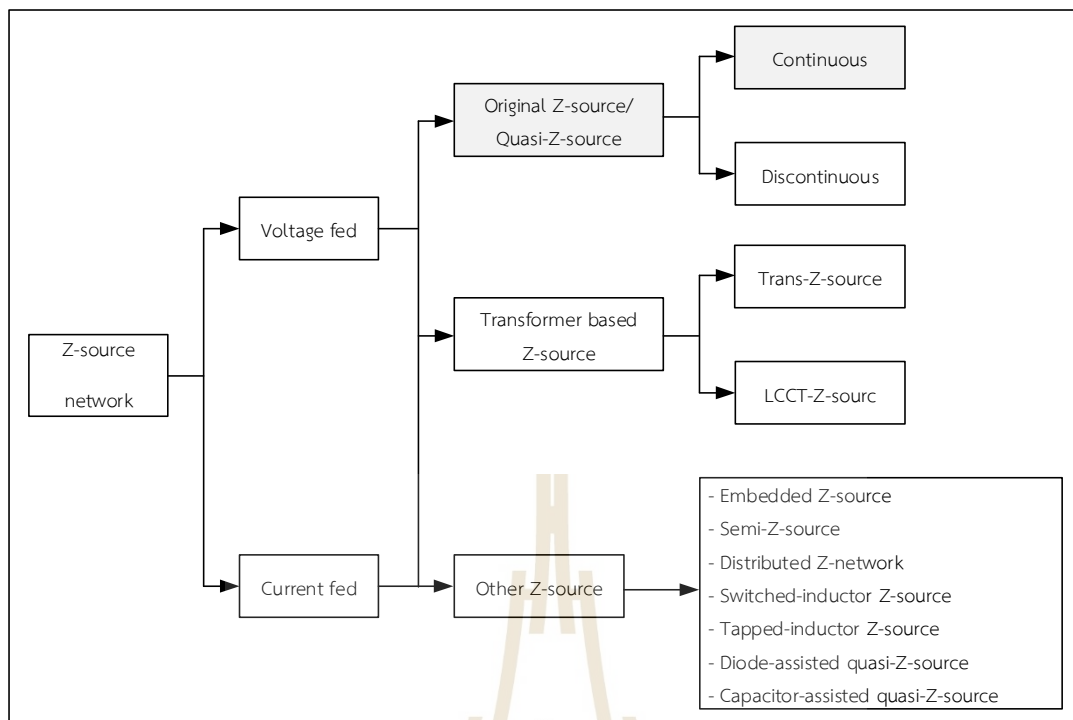 Z-source
network
Voltage fed
Current fed
Original Z-source/
Quasi-Z-source
Transformer based
Z-source
Other Z-source
Continuous
Discontinuous
Trans-Z-source
LCCT-Z-sourc
- Embedded Z-source
- Semi-Z-source
- Distributed Z-network
- Switched-inductor Z-source
- Tapped-inductor Z-source
- Diode-assisted quasi-Z-source
- Capacitor-assisted quasi-Z-source